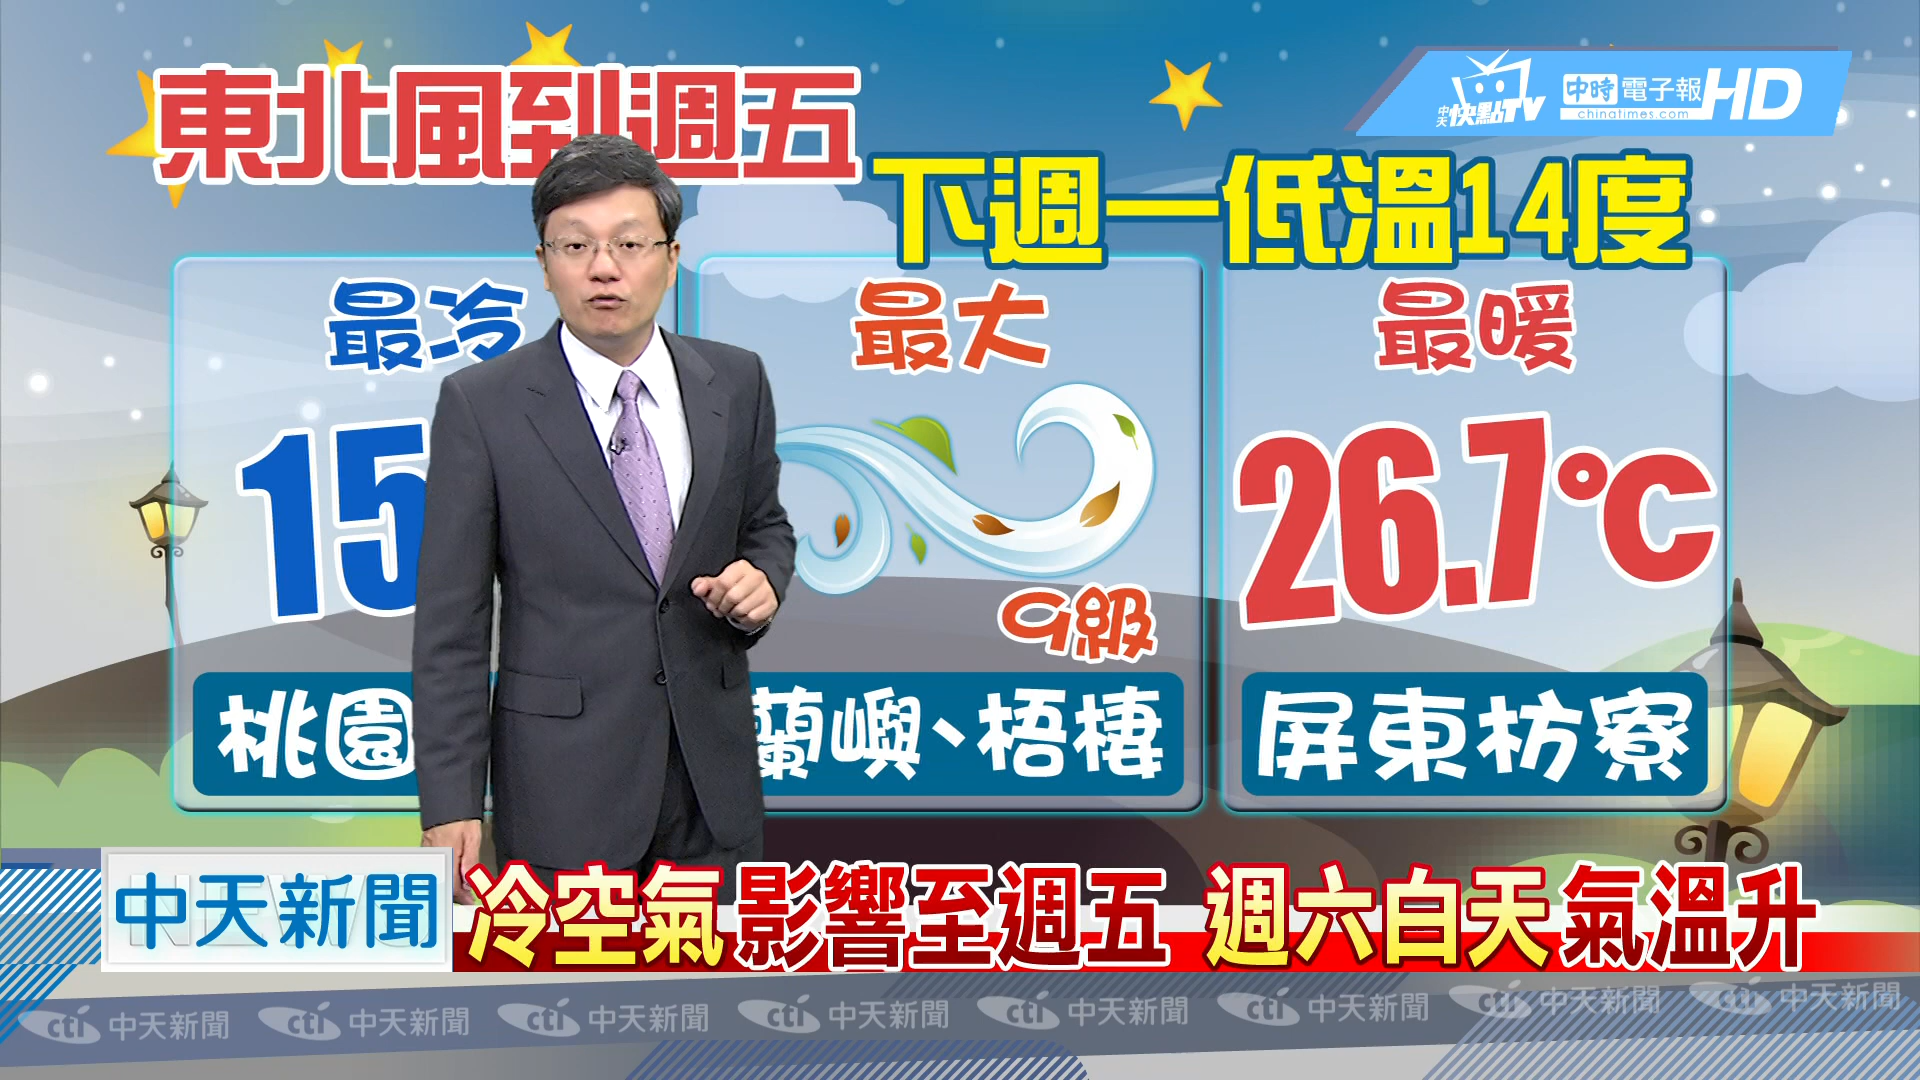 東北風到週五
中天快點TV 中時電子報 HD
chinatimes.com
下週一低溫14度
最冷 最大 最暖
15
26.7°C
9級
桃園 蘭嶼、梧棲 屏東枋寮
中天新聞
冷空氣影響至週五 週六白天氣溫升
cti 中天新聞 cti 中天新聞 cti 中天新聞 cti 中天新聞 cti 中天新聞 cti 中天新聞 cti 中天新聞 cti 中天新聞